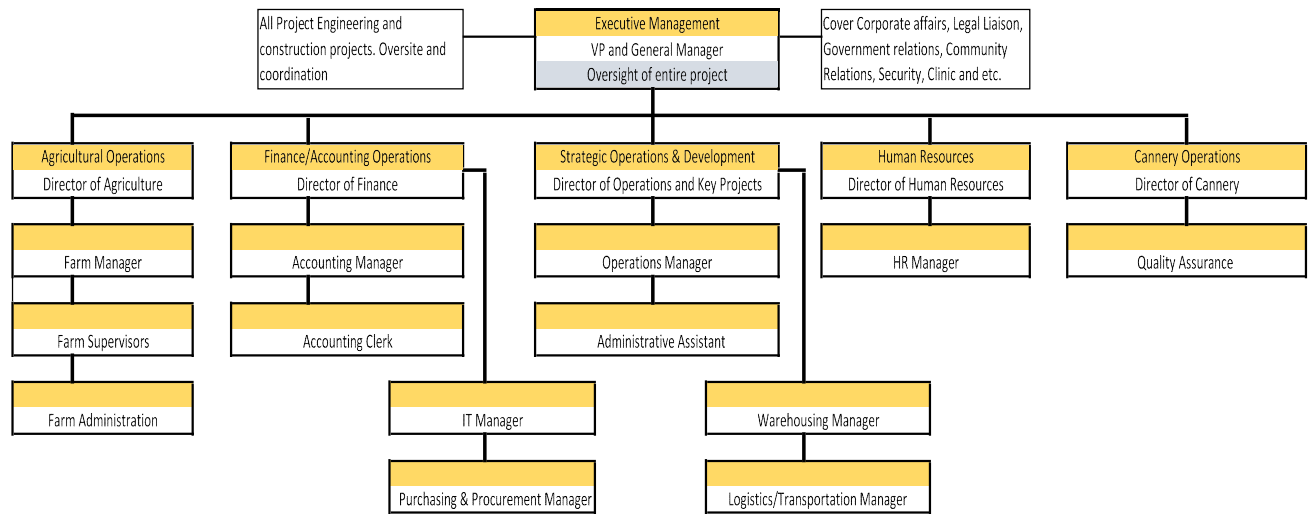 All Project Engineering and
construction projects. Oversite and
coordination
Executive Management
VP and General Manager
Oversight of entire project
Cover Corporate affairs, Legal Liaison,
Government relations, Community
Relations, Security, Clinic and etc.
Agricultural Operations
Director of Agriculture
Finance/Accounting Operations
Director of Finance
Strategic Operations & Development
Director of Operations and Key Projects
Human Resources
Director of Human Resources
Cannery Operations
Director of Cannery
Farm Manager
Accounting Manager
Operations Manager
HR Manager
Quality Assurance
Farm Supervisors
Accounting Clerk
Administrative Assistant
Farm Administration
IT Manager
Warehousing Manager
Purchasing & Procurement Manager
Logistics/Transportation Manager